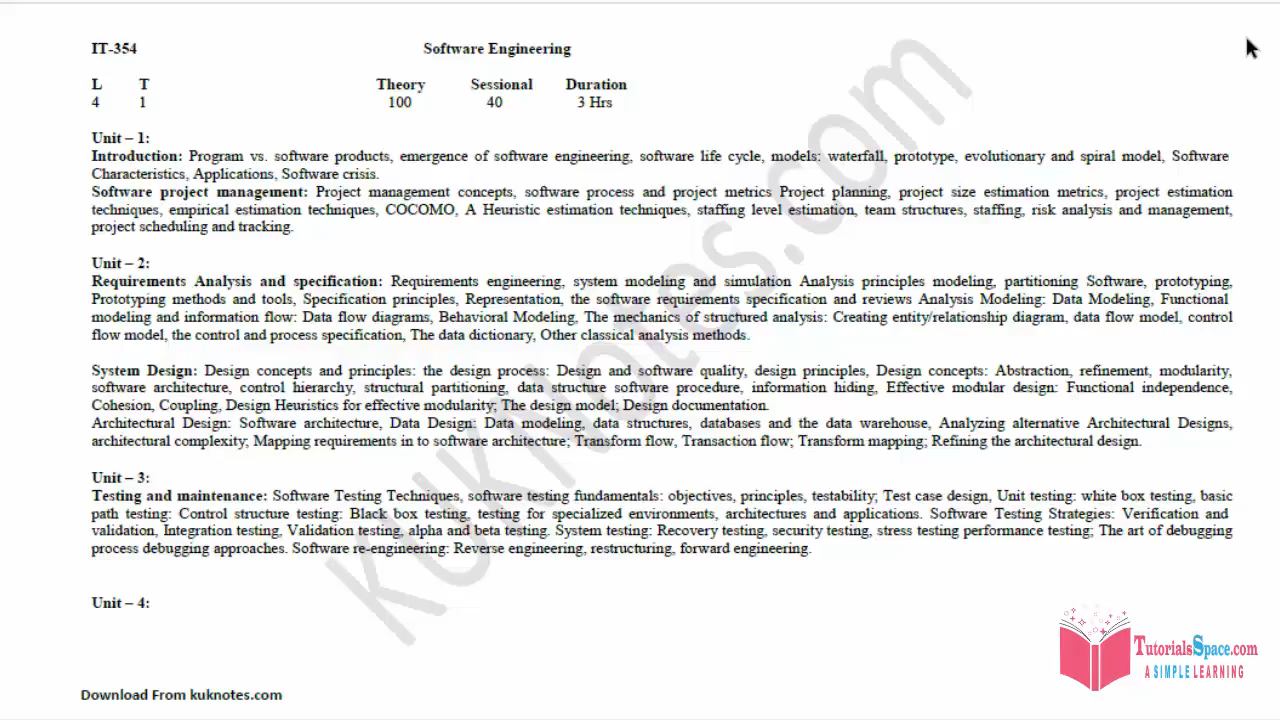 IT-354 Software Engineering
L T Theory Sessional Duration
4 1 100 40 3 Hrs
Unit – 1:
Introduction: Program vs. software products, emergence of software engineering, software life cycle, models: waterfall, prototype, evolutionary and spiral model, Software
Characteristics, Applications, Software crisis.
Software project management: Project management concepts, software process and project metrics Project planning, project size estimation metrics, project estimation
techniques, empirical estimation techniques, COCOMO, A Heuristic estimation techniques, staffing level estimation, team structures, staffing, risk analysis and management,
project scheduling and tracking.
Unit – 2:
Requirements Analysis and specification: Requirements engineering, system modeling and simulation Analysis principles modeling, partitioning Software, prototyping,
Prototyping methods and tools, Specification principles, Representation, the software requirements specification and reviews Analysis Modeling: Data Modeling, Functional
modeling and information flow: Data flow diagrams, Behavioral Modeling, The mechanics of structured analysis: Creating entity/relationship diagram, data flow model, control
flow model, the control and process specification, The data dictionary, Other classical analysis methods.
System Design: Design concepts and principles: the design process: Design and software quality, design principles, Design concepts: Abstraction, refinement, modularity,
software architecture, control hierarchy, structural partitioning, data structure software procedure, information hiding, Effective modular design: Functional independence,
Cohesion, Coupling, Design Heuristics for effective modularity; The design model; Design documentation.
Architectural Design: Software architecture, Data Design: Data modeling, data structures, databases and the data warehouse, Analyzing alternative Architectural Designs,
architectural complexity; Mapping requirements in to software architecture; Transform flow, Transaction flow; Transform mapping; Refining the architectural design.
Unit – 3:
Testing and maintenance: Software Testing Techniques, software testing fundamentals: objectives, principles, testability; Test case design, Unit testing: white box testing, basic
path testing: Control structure testing: Black box testing, testing for specialized environments, architectures and applications. Software Testing Strategies: Verification and
validation, Integration testing, Validation testing, alpha and beta testing. System testing: Recovery testing, security testing, stress testing performance testing; The art of debugging
process debugging approaches. Software re-engineering: Reverse engineering, restructuring, forward engineering.
Unit – 4:
KUKNotes.com
TutorialsSpace.com
A SIMPLE LEARNING
Download From kuknotes.com